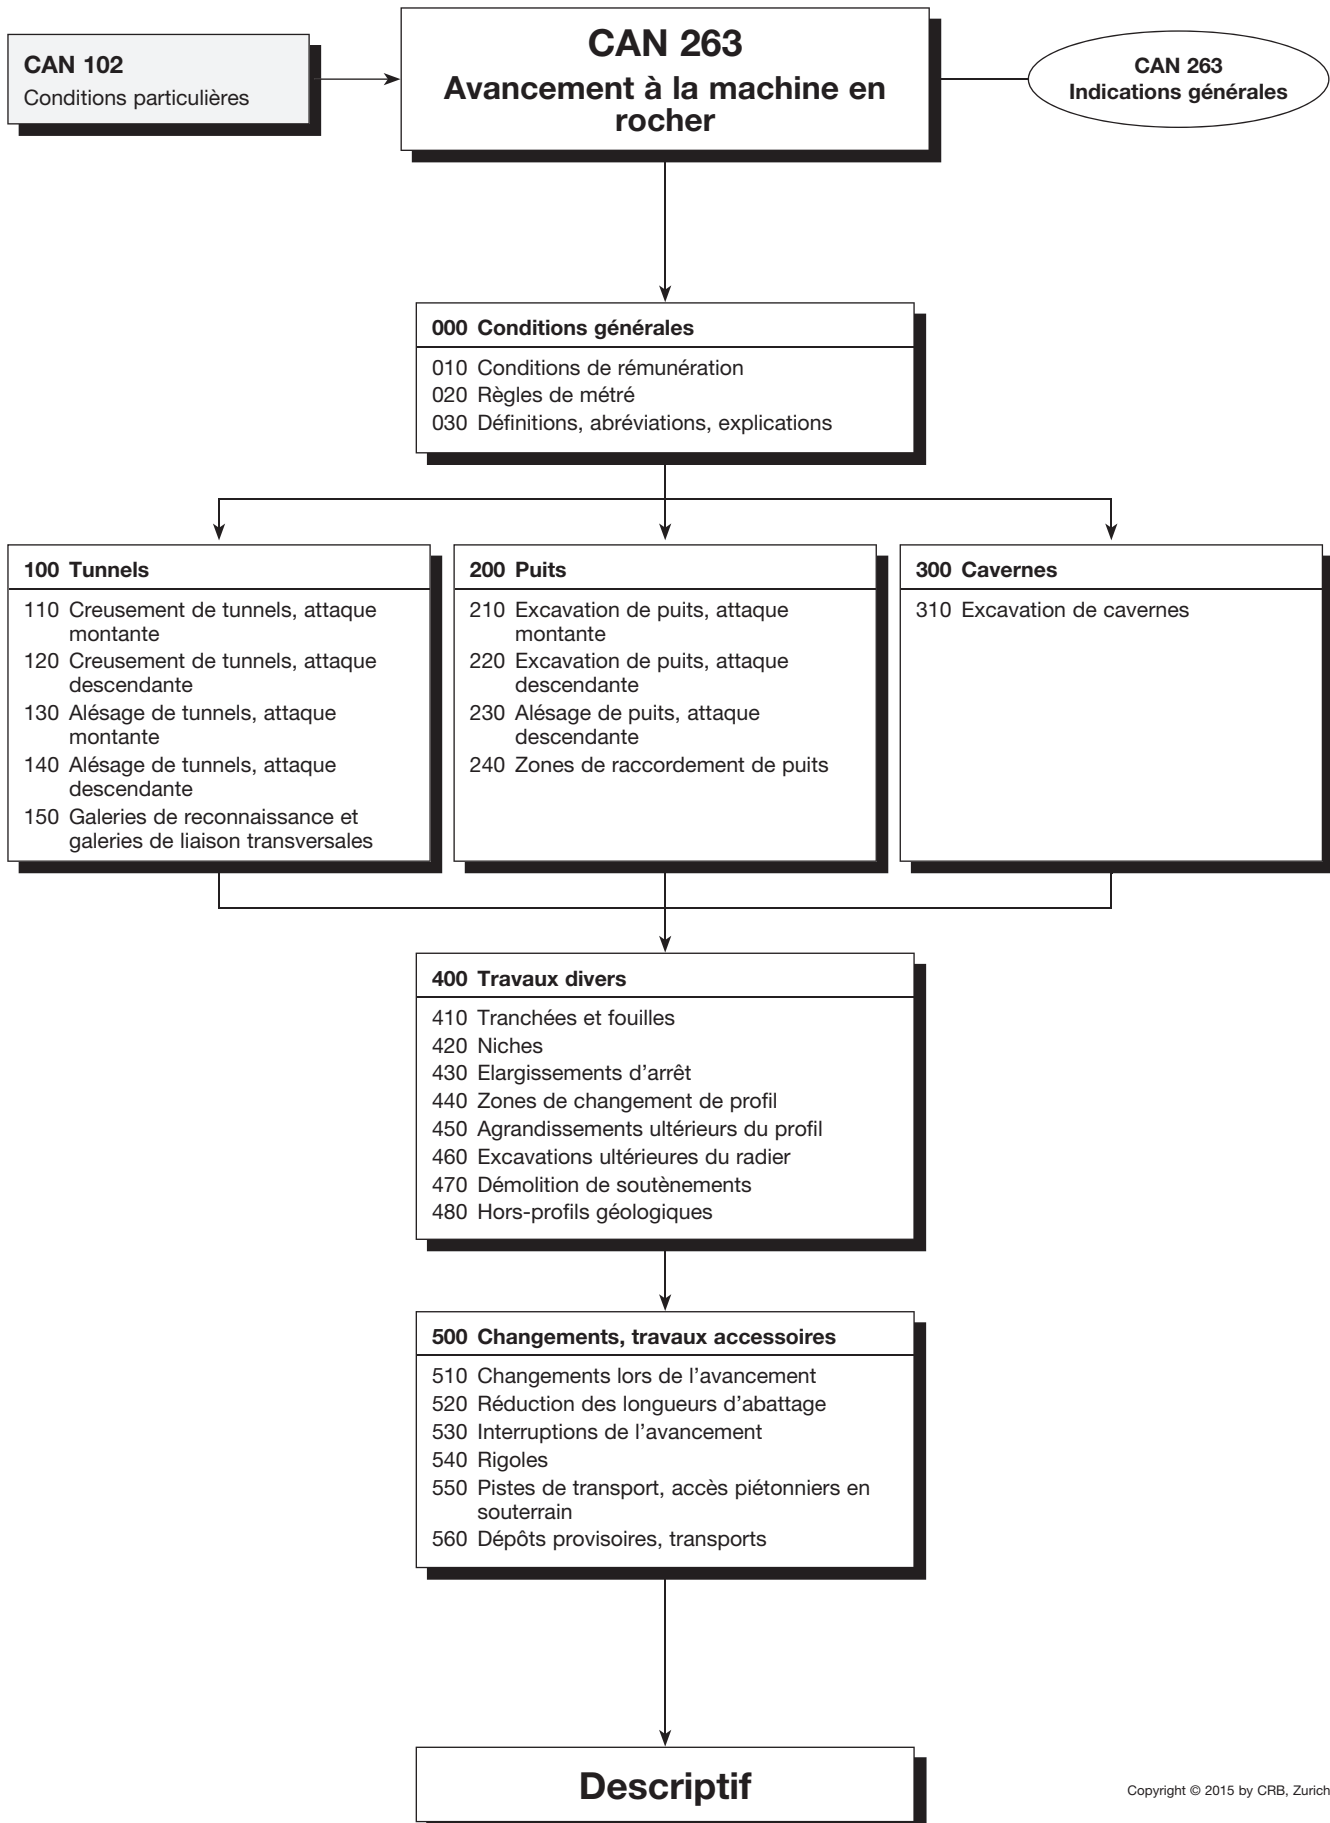 CAN 102
Conditions particulières
CAN 263
Avancement à la machine en
rocher
CAN 263
Indications générales
000 Conditions générales
010 Conditions de rémunération
020 Règles de métré
030 Définitions, abréviations, explications
100 Tunnels
110 Creusement de tunnels, attaque
montante
120 Creusement de tunnels, attaque
descendante
130 Alésage de tunnels, attaque
montante
140 Alésage de tunnels, attaque
descendante
150 Galeries de reconnaissance et
galeries de liaison transversales
200 Puits
210 Excavation de puits, attaque
montante
220 Excavation de puits, attaque
descendante
230 Alésage de puits, attaque
descendante
240 Zones de raccordement de puits
300 Cavernes
310 Excavation de cavernes
400 Travaux divers
410 Tranchées et fouilles
420 Niches
430 Elargissements d'arrêt
440 Zones de changement de profil
450 Agrandissements ultérieurs du profil
460 Excavations ultérieures du radier
470 Démolition de soutènements
480 Hors-profils géologiques
500 Changements, travaux accessoires
510 Changements lors de l'avancement
520 Réduction des longueurs d'abattage
530 Interruptions de l'avancement
540 Rigoles
550 Pistes de transport, accès piétonniers en
souterrain
560 Dépôts provisoires, transports
Descriptif
Copyright © 2015 by CRB, Zurich